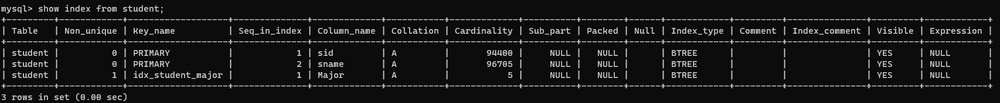 mysql> show index from student;
+---------+------------+-------------------+--------------+-------------+-----------+-------------+----------+--------+------+------------+---------+---------------+---------+------------+
| Table   | Non_unique | Key_name          | Seq_in_index | Column_name | Collation | Cardinality | Sub_part | Packed | Null | Index_type | Comment | Index_comment | Visible | Expression |
+---------+------------+-------------------+--------------+-------------+-----------+-------------+----------+--------+------+------------+---------+---------------+---------+------------+
| student |          0 | PRIMARY           |            1 | sid         | A         |       94400 |     NULL |   NULL |      | BTREE      |         |               | YES     | NULL       |
| student |          0 | PRIMARY           |            2 | sname       | A         |       96705 |     NULL |   NULL |      | BTREE      |         |               | YES     | NULL       |
| student |          1 | idx_student_major |            1 | Major       | A         |           5 |     NULL |   NULL |      | BTREE      |         |               | YES     | NULL       |
+---------+------------+-------------------+--------------+-------------+-----------+-------------+----------+--------+------+------------+---------+---------------+---------+------------+
3 rows in set (0.00 sec)